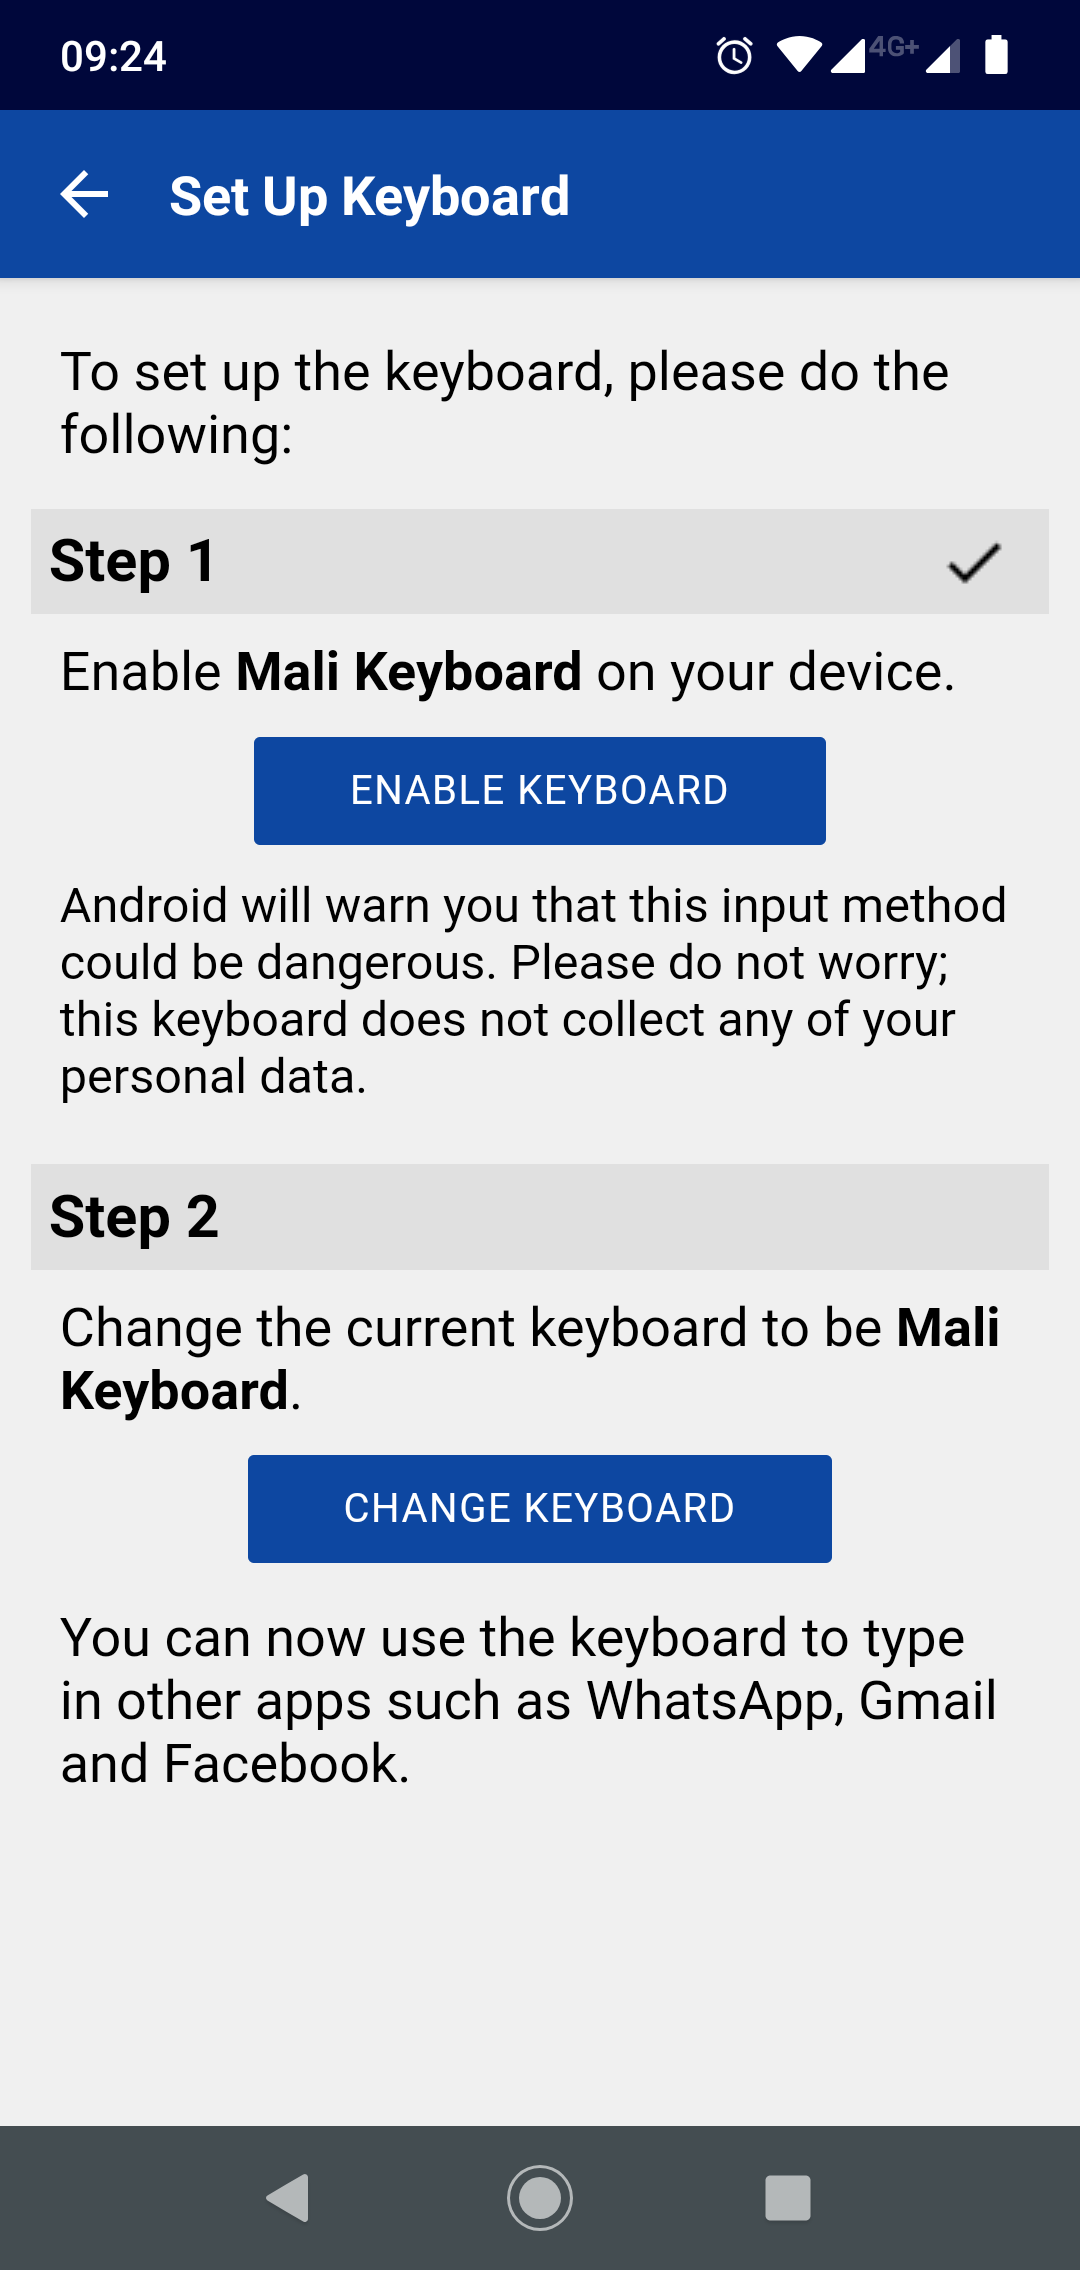 09:24
4G+
Set Up Keyboard
To set up the keyboard, please do the
following:
Step 1
Enable Mali Keyboard on your device.
ENABLE KEYBOARD
Android will warn you that this input method
could be dangerous. Please do not worry;
this keyboard does not collect any of your
personal data.
Step 2
Change the current keyboard to be Mali
Keyboard.
CHANGE KEYBOARD
You can now use the keyboard to type
in other apps such as WhatsApp, Gmail
and Facebook.